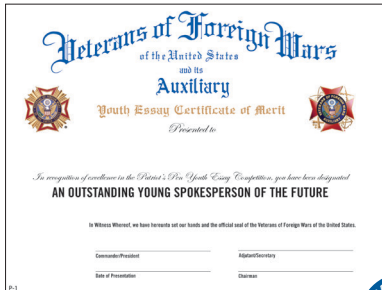 Veterans of Foreign Wars
of the United States
and its
Auxiliary
Youth Essay Certificate of Merit
Presented to
In recognition of excellence in the Patriot's Pen Youth Essay Competition, you have been designated
AN OUTSTANDING YOUNG SPOKESPERSON OF THE FUTURE
In Witness Whereof, we have hereunto set our hands and the official seal of the Veterans of Foreign Wars of the United States.
Commander/President
Adjutant/Secretary
Date of Presentation
Chairman
P-1